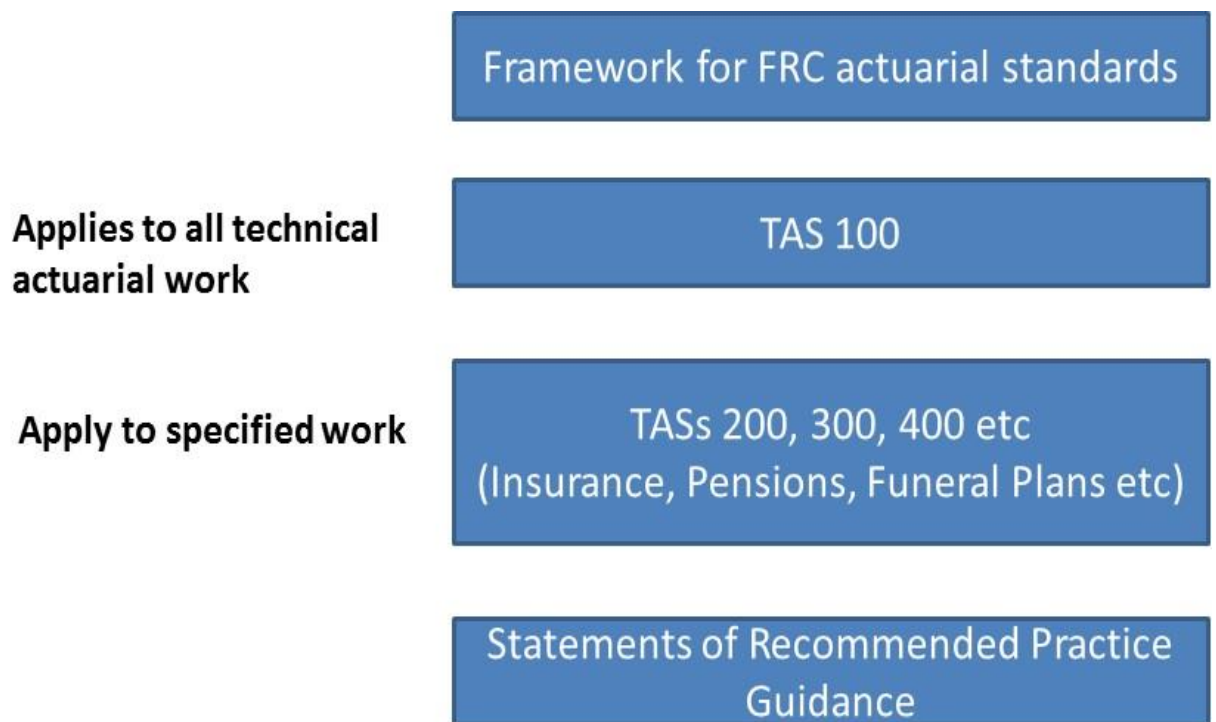 Framework for FRC actuarial standards
Applies to all technical
actuarial work
TAS 100
Apply to specified work
TASs 200, 300, 400 etc
(Insurance, Pensions, Funeral Plans etc)
Statements of Recommended Practice
Guidance